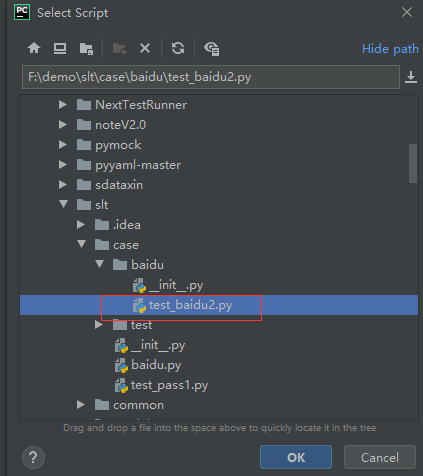 PC Select Script
Hide path
F:\demo\slt\case\baidu\test_baidu2.py
NextTestRunner
noteV2.0
pymock
pyyaml-master
sdataxin
slt
.idea
case
baidu
__init__.py
test_baidu2.py
test
__init__.py
baidu.py
test_pass1.py
common
Drag and drop a file into the space above to quickly locate it in the tree
? OK Cancel